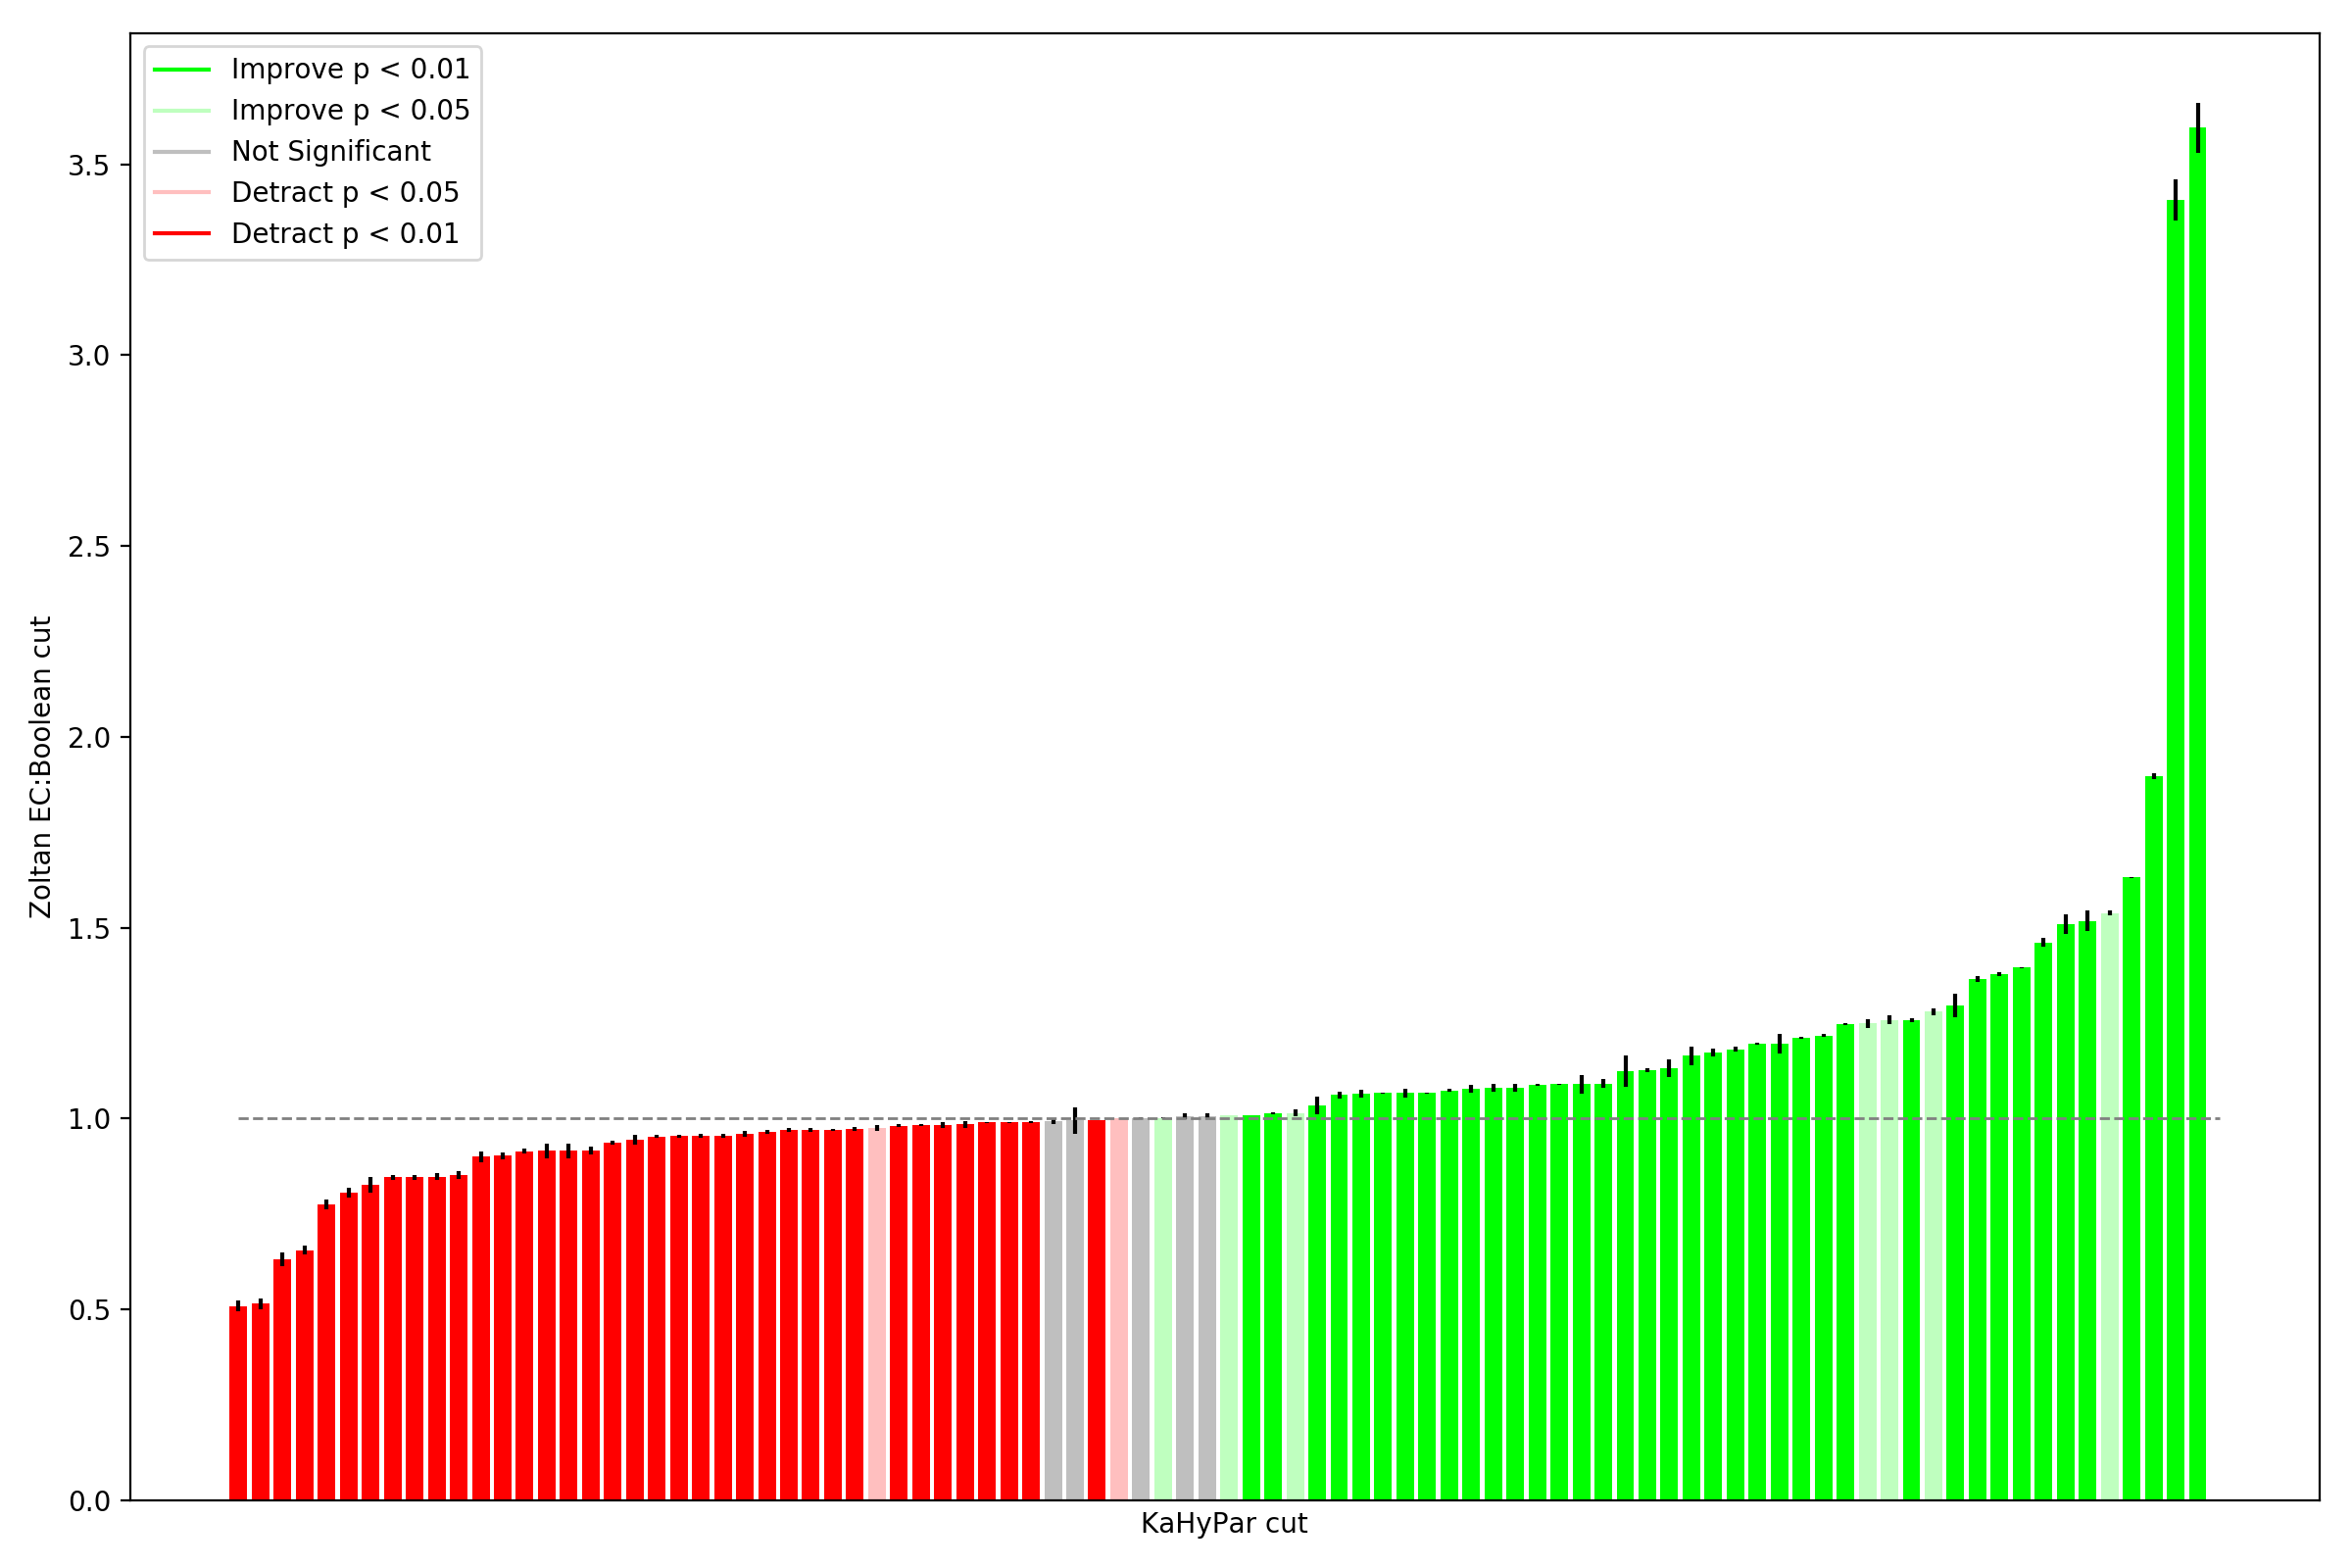 Improve p < 0.01
Improve p < 0.05
Not Significant
Detract p < 0.05
Detract p < 0.01
3.5
3.0
2.5
2.0
1.5
1.0
0.5
0.0
Zoltan EC:Boolean cut
KaHyPar cut